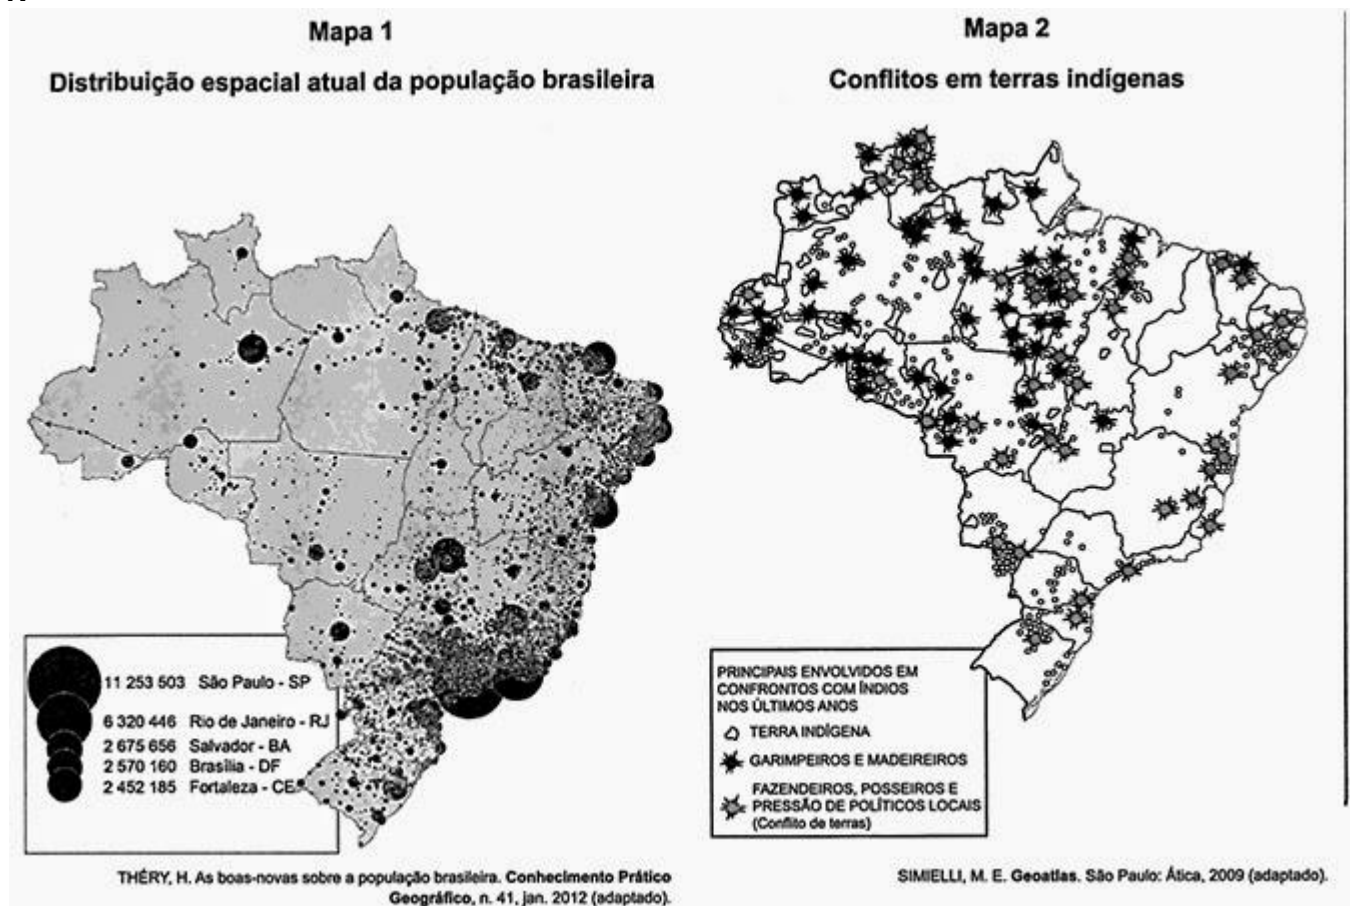 Mapa 1
Distribuição espacial atual da população brasileira
11 253 503 São Paulo - SP
6 320 446 Rio de Janeiro - RJ
2 675 656 Salvador - BA
2 570 160 Brasília - DF
2 452 185 Fortaleza - CE
THÉRY, H. As boas-novas sobre a população brasileira. Conhecimento Prático
Geográfico, n. 41, jan. 2012 (adaptado).
Mapa 2
Conflitos em terras indígenas
PRINCIPAIS ENVOLVIDOS EM
CONFRONTOS COM ÍNDIOS
NOS ÚLTIMOS ANOS
TERRA INDÍGENA
GARIMPEIROS E MADEIREIROS
FAZENDEIROS, POSSEIROS E
PRESSÃO DE POLÍTICOS LOCAIS
(Conflito de terras)
SIMIELLI, M. E. Geoatlas. São Paulo: Ática, 2009 (adaptado).